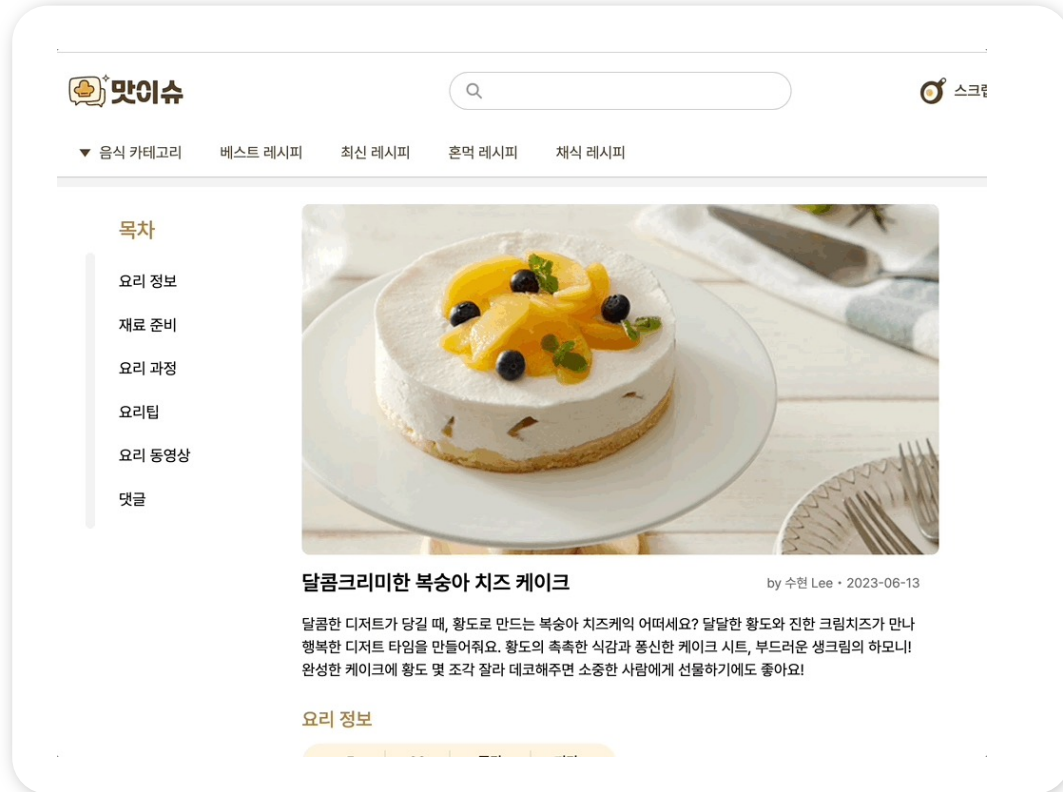 맛이슈
스크랩
▼ 음식 카테고리 베스트 레시피 최신 레시피 혼먹 레시피 채식 레시피
목차
요리 정보
재료 준비
요리 과정
요리팁
요리 동영상
댓글
달콤크리미한 복숭아 치즈 케이크
by 수현 Lee • 2023-06-13
달콤한 디저트가 당길 때, 황도로 만드는 복숭아 치즈케익 어떠세요? 달달한 황도와 진한 크림치즈가 만나
행복한 디저트 타임을 만들어줘요. 황도의 촉촉한 식감과 퐁신한 케이크 시트, 부드러운 생크림의 하모니!
완성한 케이크에 황도 몇 조각 잘라 데코해주면 소중한 사람에게 선물하기에도 좋아요!
요리 정보